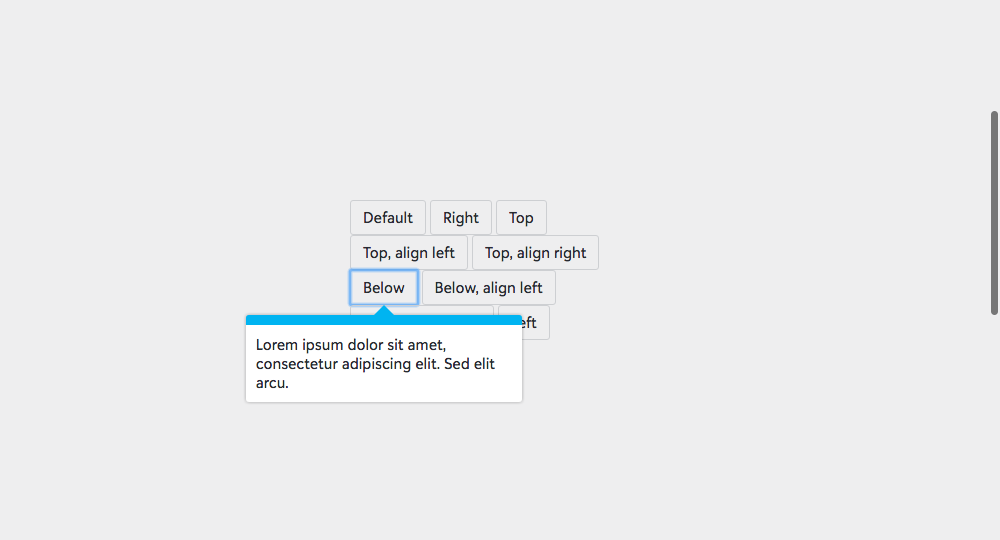 Default Right Top
Top, align left Top, align right
Below Below, align left
Lorem ipsum dolor sit amet,
consectetur adipiscing elit. Sed elit
arcu.